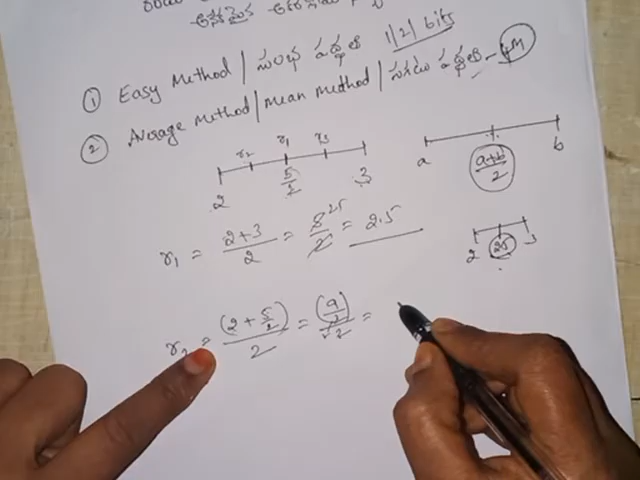 ① Easy Method / సులభ పద్ధతి 1/2/ bits
② Average method / mean method / సగటు పద్ధతి - 4M
r2 r1 r3
2 5/2 3
a (a+b)/2 b
r1 = (2+3)/2 = 5/2 = 2.5
2 2.5 3
r2 = (2 + 5/2)/2 = (9/2)/2 =